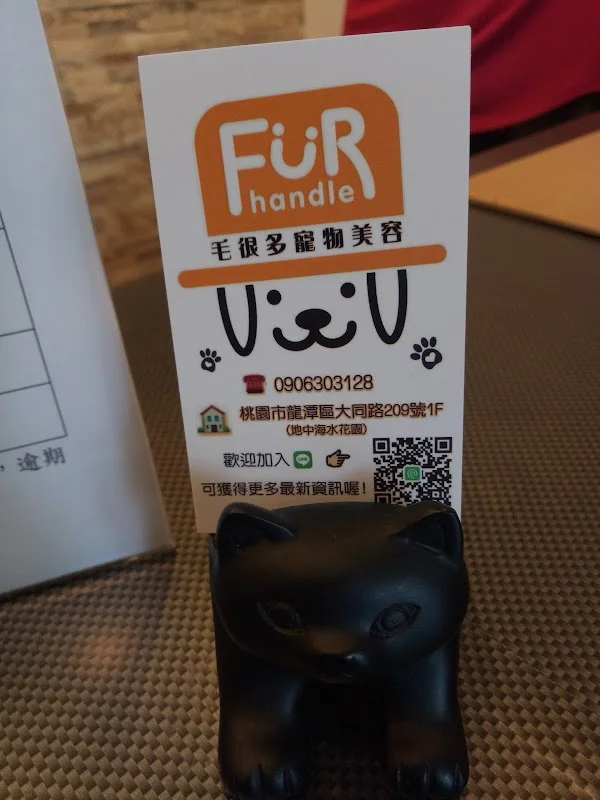 FUR
handle
毛很多寵物美容
0906303128
桃園市龍潭區大同路209號1F
(地中海水花園)
歡迎加入
可獲得更多最新資訊喔!
，逾期